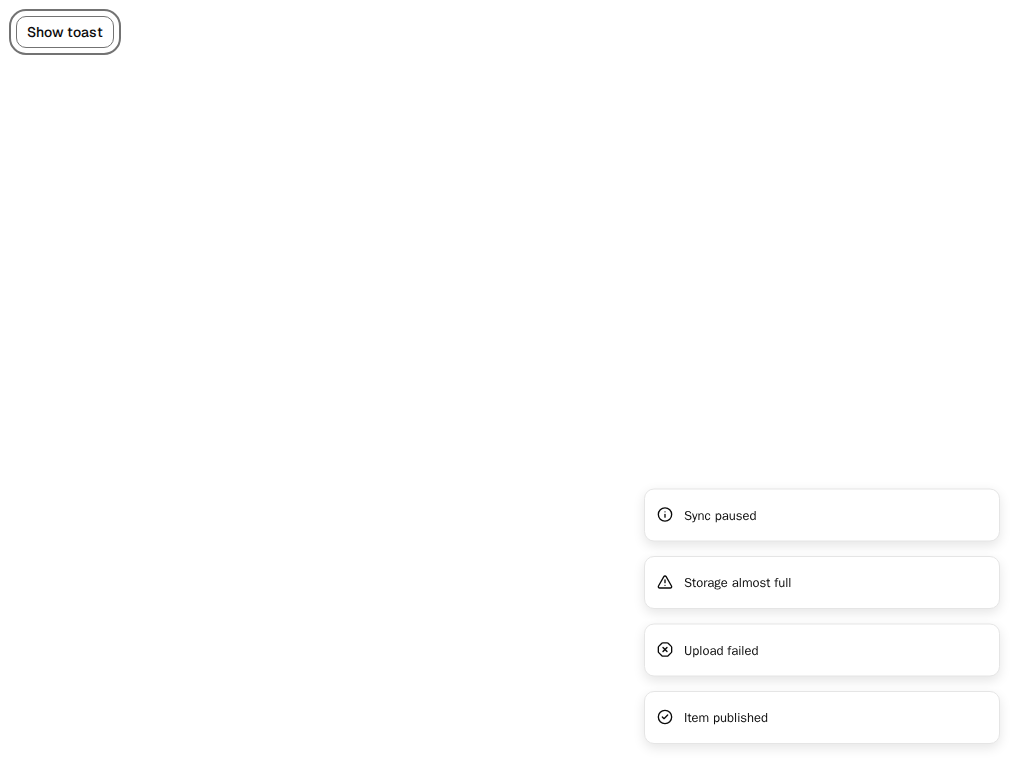 Show toast
Sync paused
Storage almost full
Upload failed
Item published